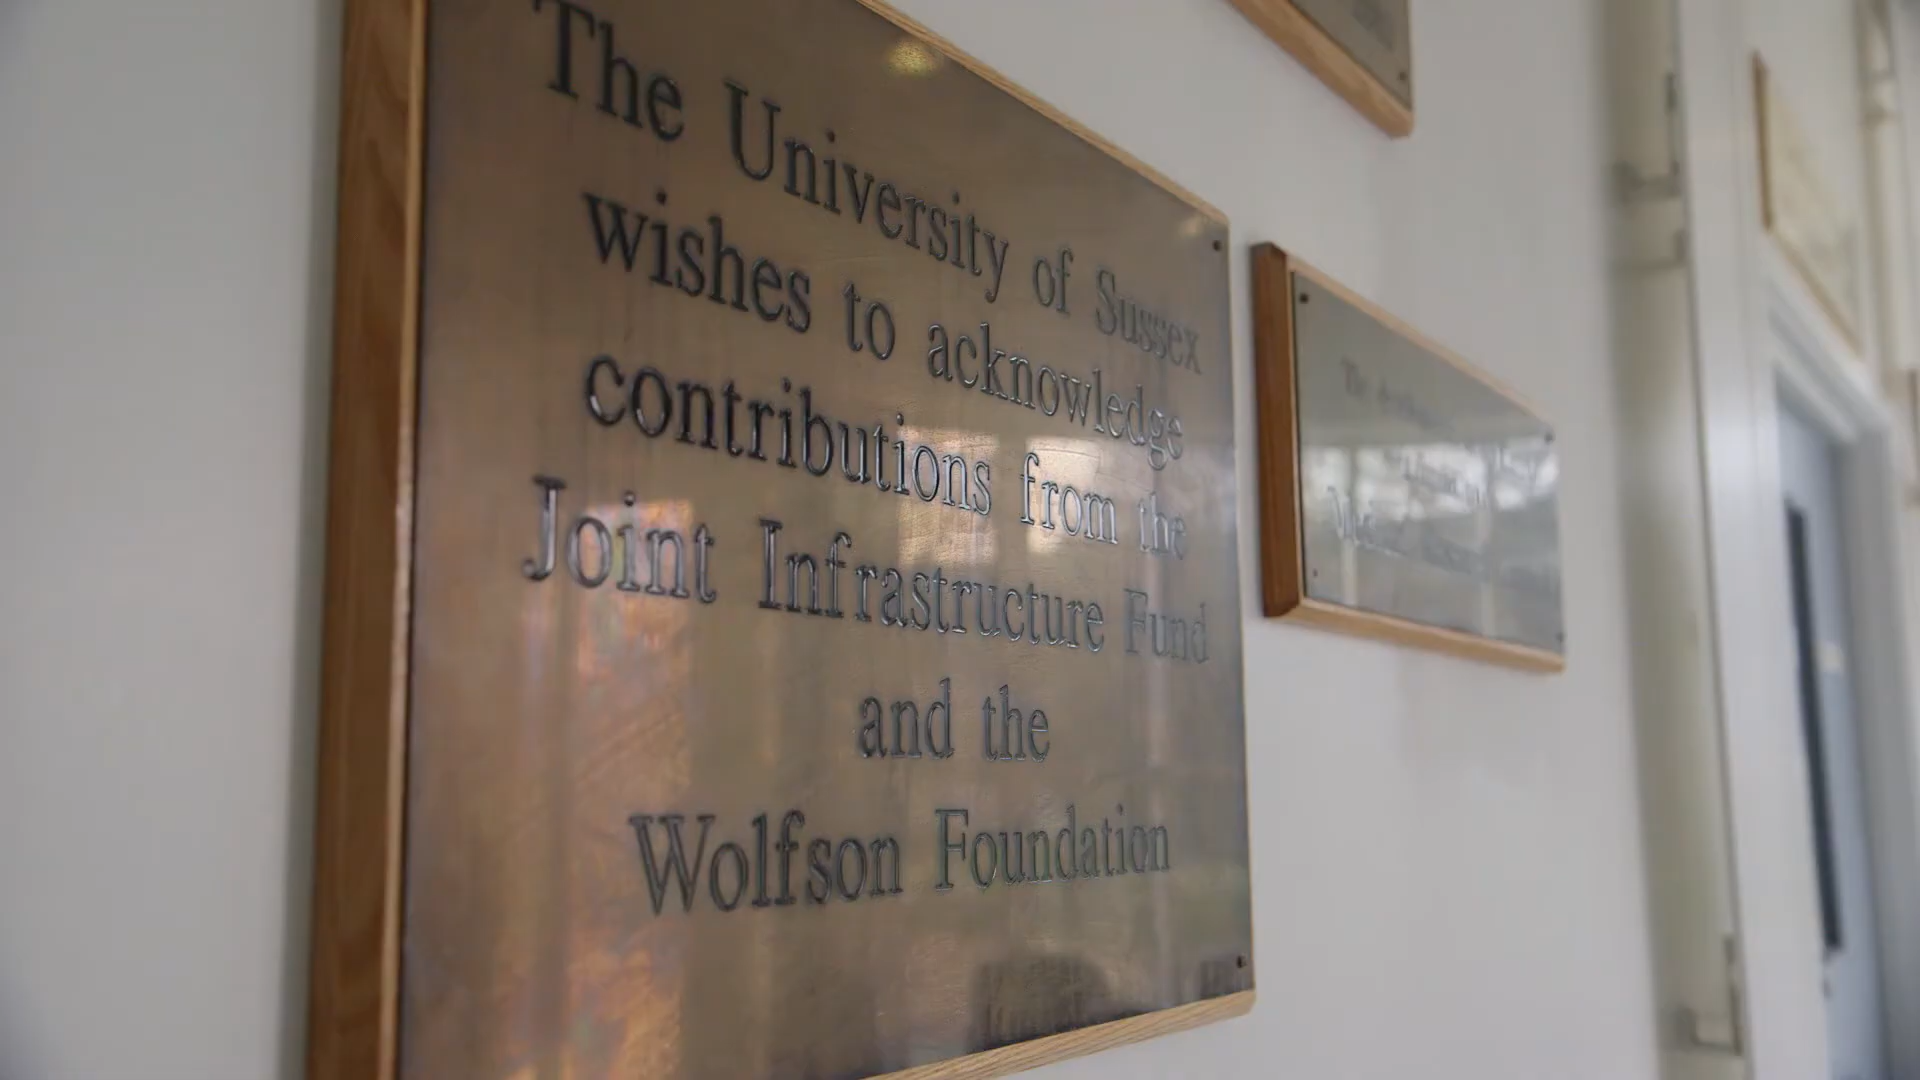 The University of Sussex
wishes to acknowledge
contributions from the
Joint Infrastructure Fund
and the
Wolfson Foundation